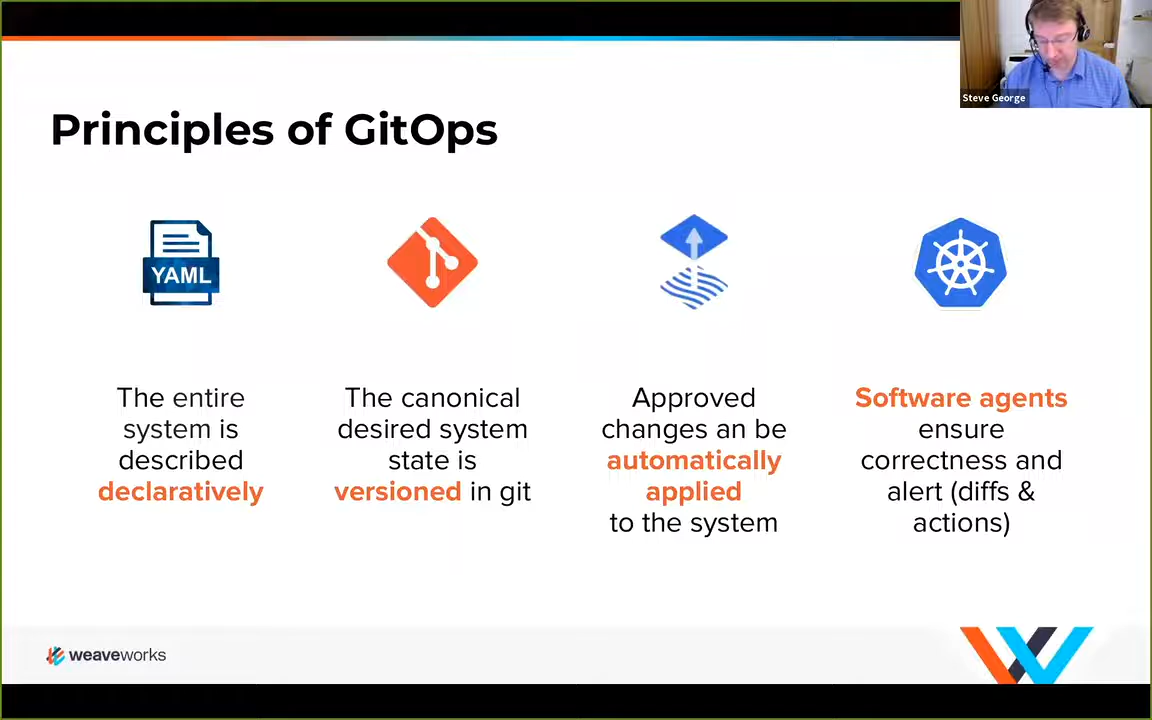 Steve George
Principles of GitOps
YAML
The entire
system is
described
declaratively
The canonical
desired system
state is
versioned in git
Approved
changes an be
automatically
applied
to the system
Software agents
ensure
correctness and
alert (diffs &
actions)
weaveworks